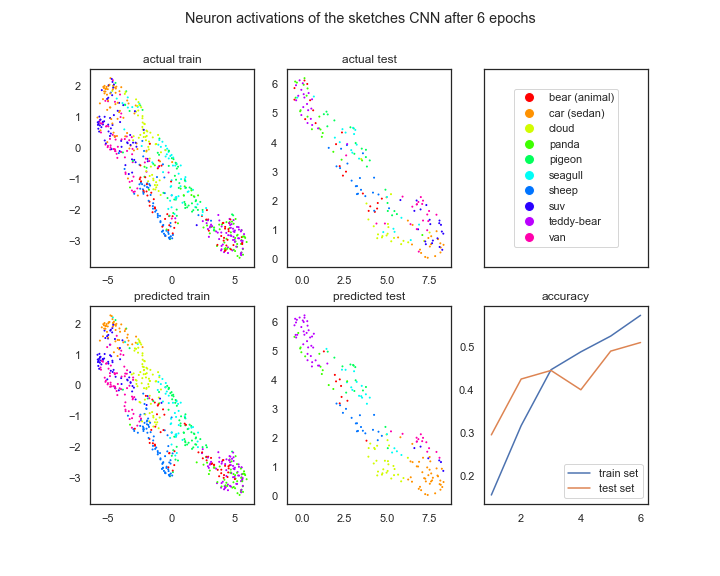 Neuron activations of the sketches CNN after 6 epochs
actual train
actual test
2
1
0
−1
−2
−3
−5
0
5
6
5
4
3
2
1
0
0.0
2.5
5.0
7.5
bear (animal)
car (sedan)
cloud
panda
pigeon
seagull
sheep
suv
teddy-bear
van
predicted train
predicted test
accuracy
2
1
0
−1
−2
−3
−5
0
5
6
5
4
3
2
1
0
0.0
2.5
5.0
7.5
0.5
0.4
0.3
0.2
train set
test set
2
4
6